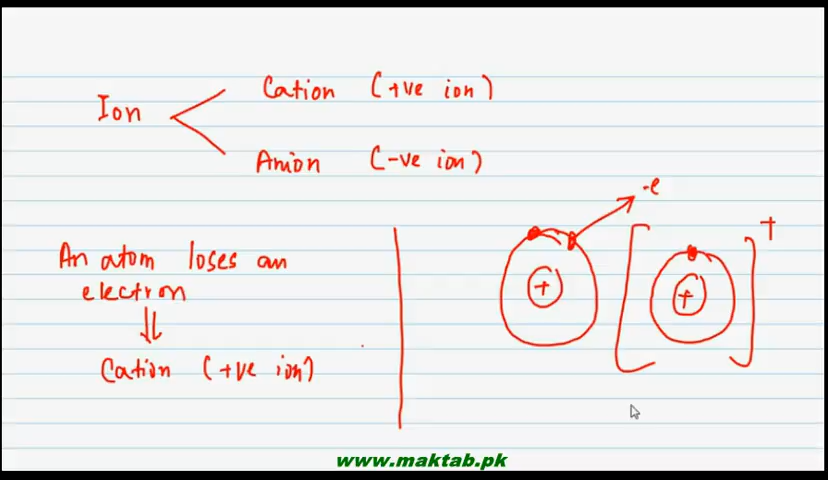 Ion
Cation (+ve ion)
Anion (-ve ion)
An atom loses an
electron
Cation (+ve ion)
-e
+
+
+
www.maktab.pk